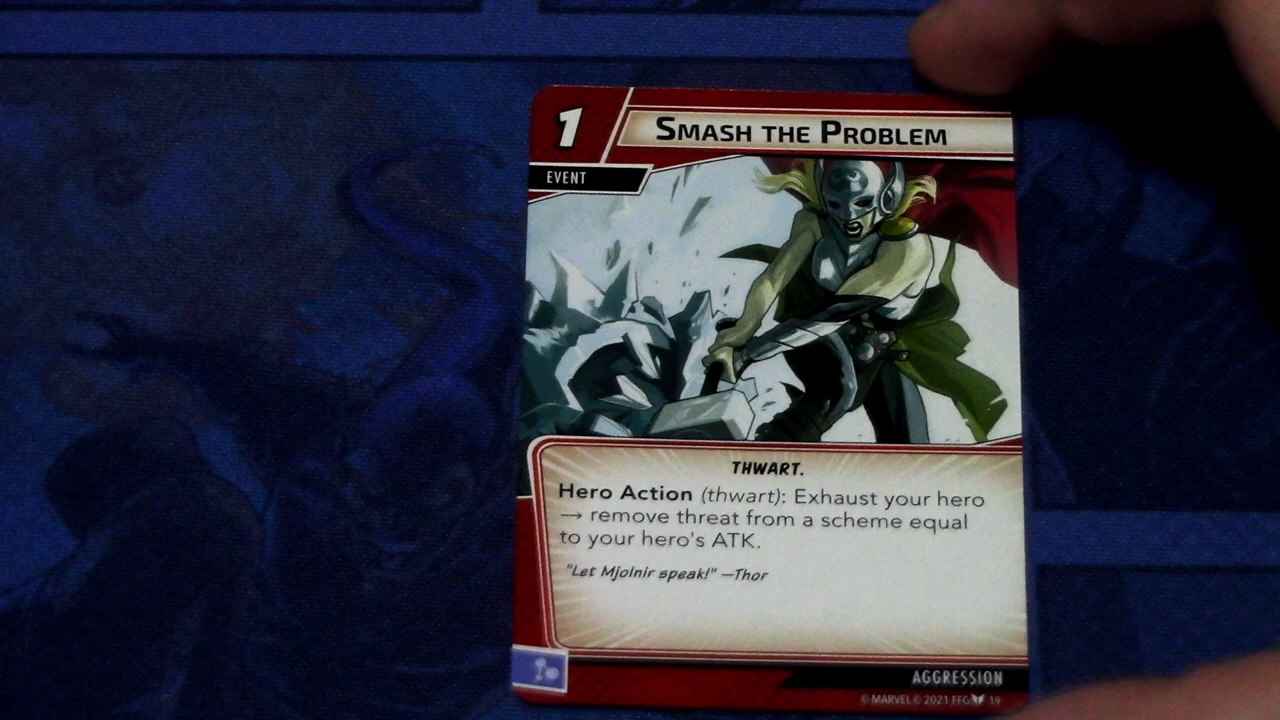 1
SMASH THE PROBLEM
EVENT
THWART.
Hero Action (thwart): Exhaust your hero
→ remove threat from a scheme equal
to your hero's ATK.
"Let Mjolnir speak!" —Thor
AGGRESSION
© MARVEL © 2021 FFG 19